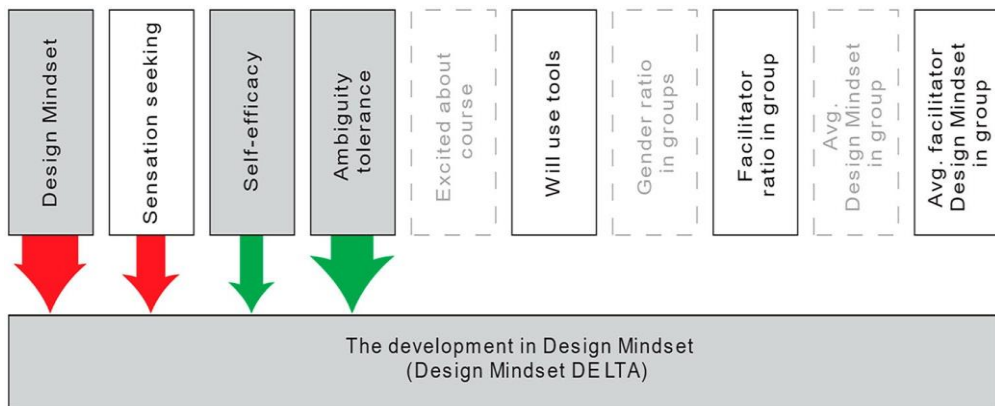 Design Mindset
Sensation seeking
Self-efficacy
Ambiguity
tolerance
Excited about
course
Will use tools
Gender ratio
in groups
Facilitator
ratio in group
Avg.
Design Mindset
in group
Avg. facilitator
Design Mindset
in group
The development in Design Mindset
(Design Mindset DELTA)